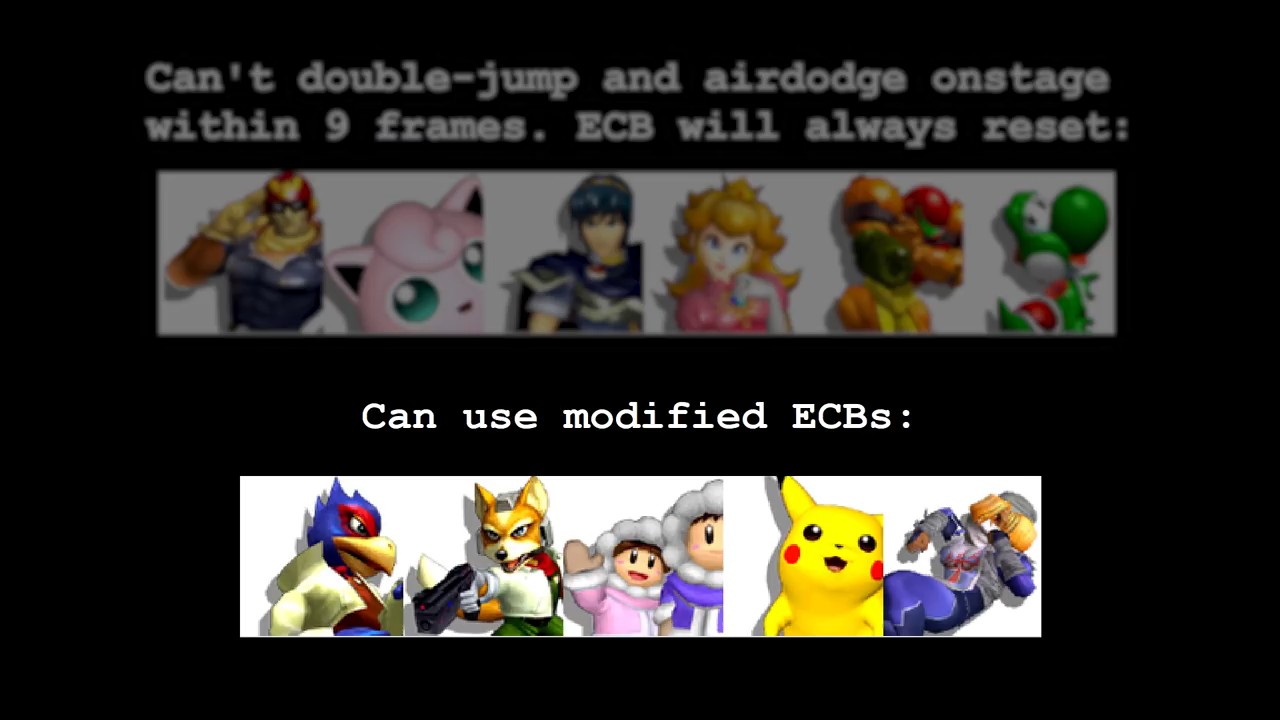 Can't double-jump and airdodge onstage
within 9 frames. ECB will always reset:
Can use modified ECBs: